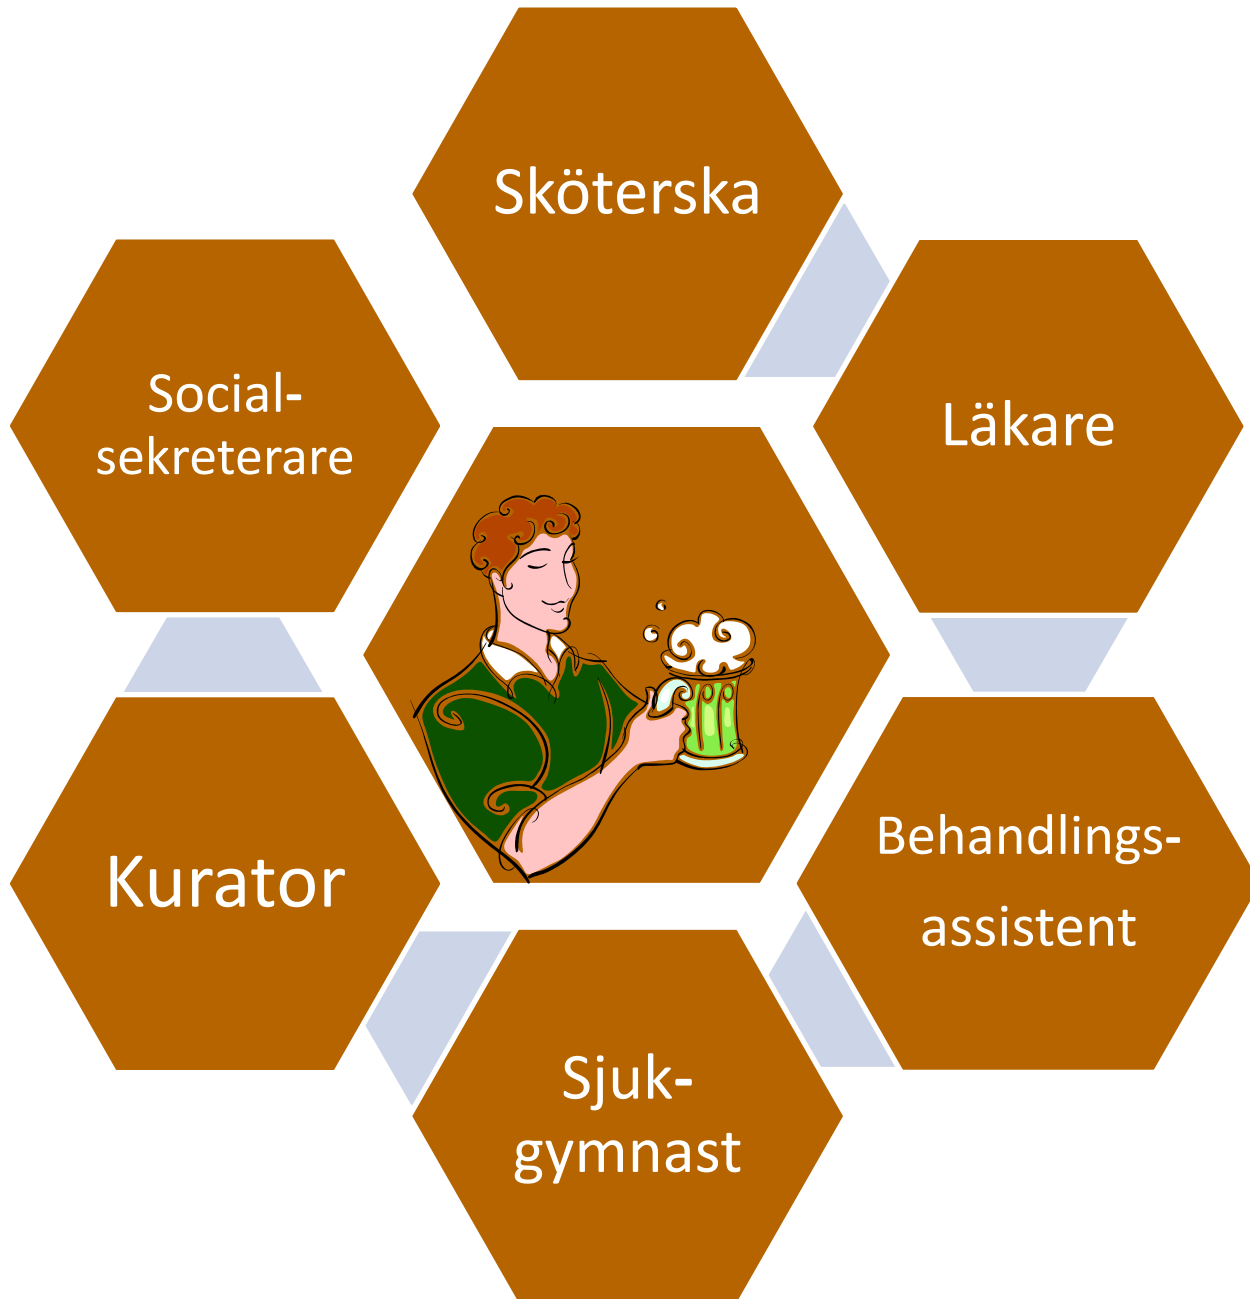 Sköterska
Läkare
Behandlings-
assistent
Sjuk-
gymnast
Kurator
Social-
sekreterare